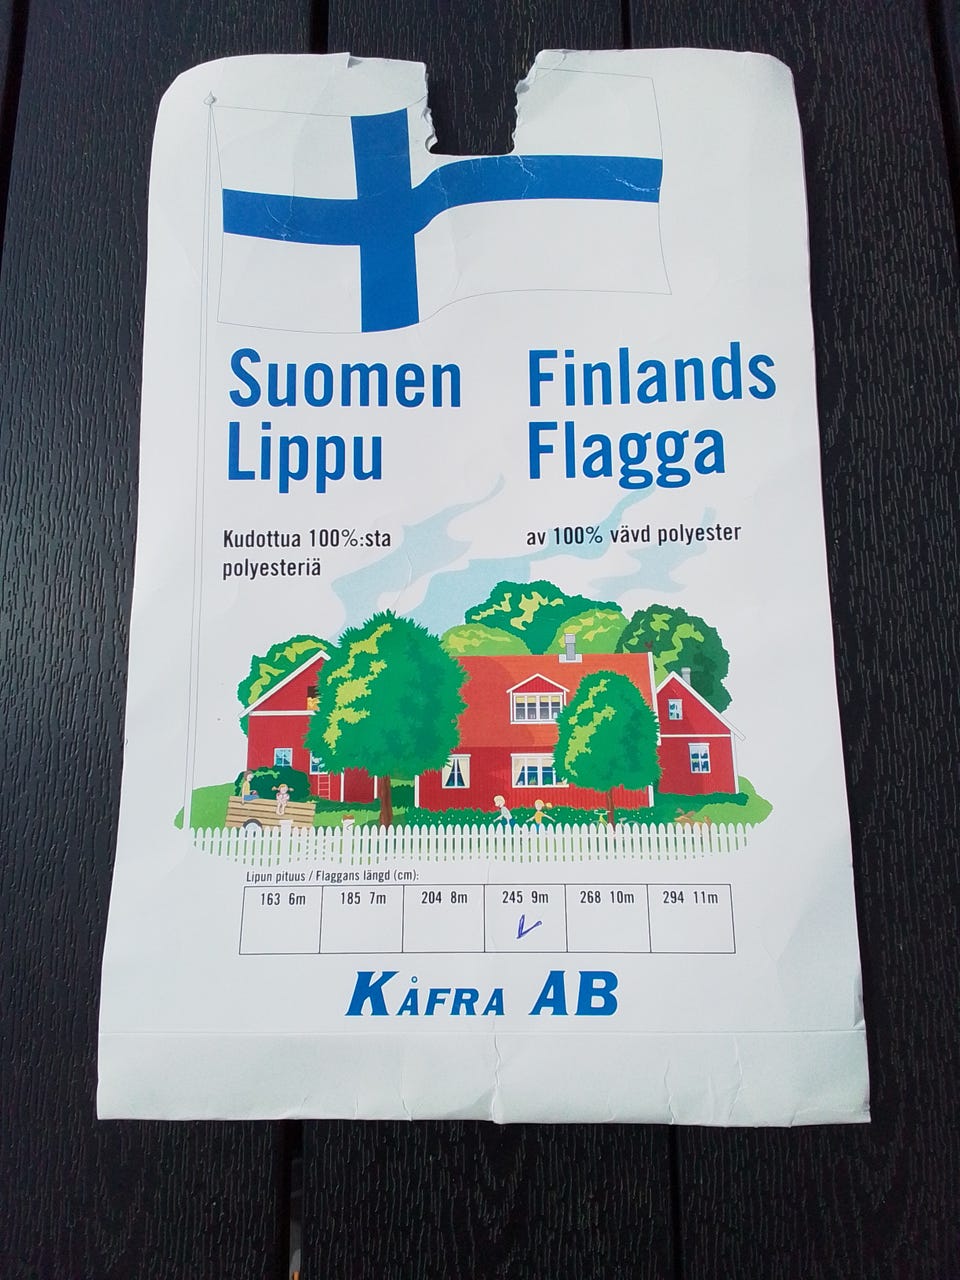 Suomen
Lippu
Finlands
Flagga
Kudottua 100%:sta
polyesteriä
av 100% vävd polyester
Lipun pituus / Flaggans längd (cm):
163 6m 185 7m 204 8m 245 9m 268 10m 294 11m
KÅFRA AB